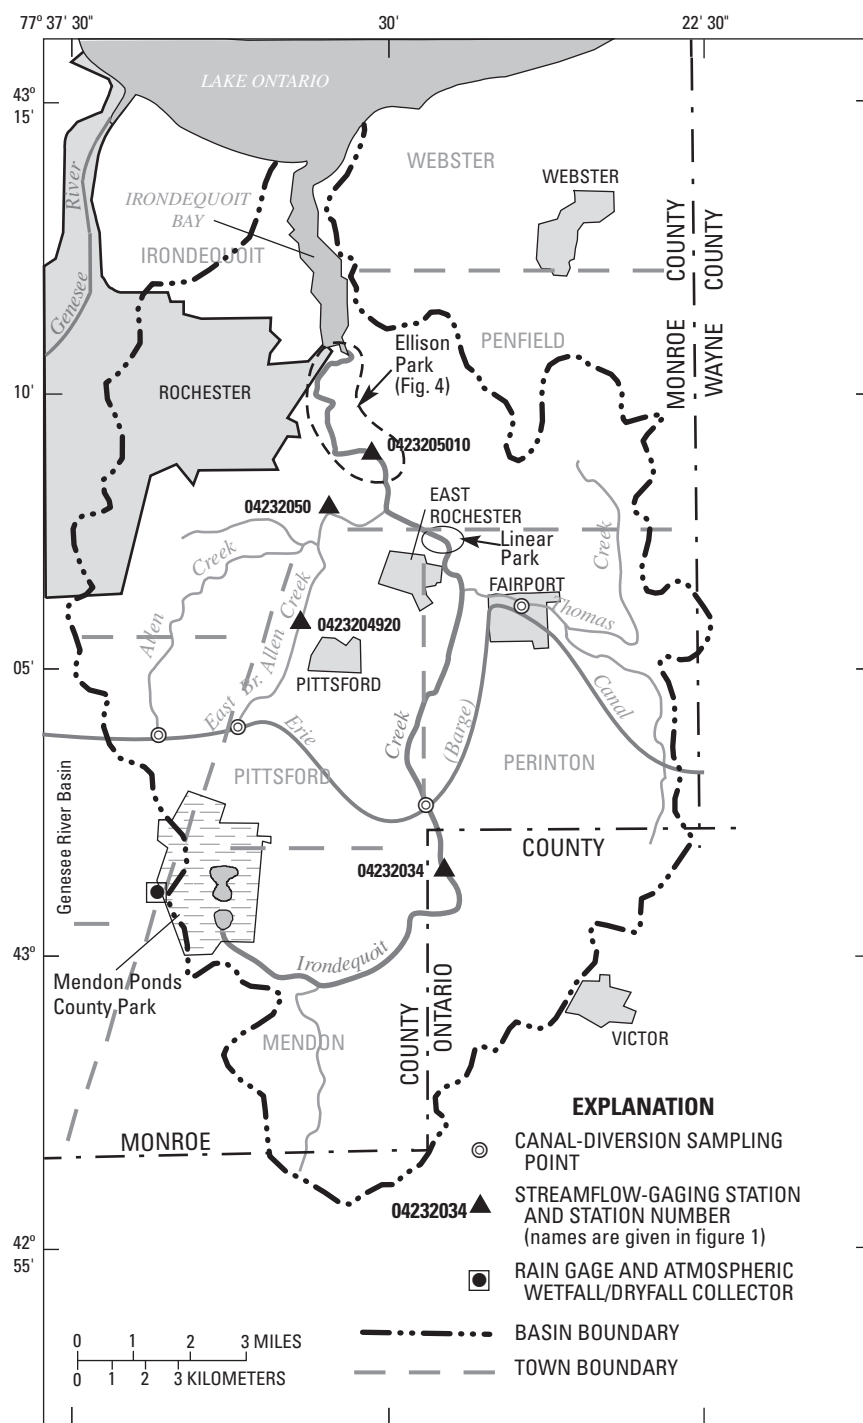 77° 37' 30"
30'
22' 30"
43°
15'
LAKE ONTARIO
WEBSTER
WEBSTER
River
IRONDEQUOIT
BAY
IRONDEQUOIT
COUNTY
COUNTY
Genesee
Ellison
Park
(Fig. 4)
PENFIELD
MONROE
WAYNE
10'
ROCHESTER
0423205010
EAST
ROCHESTER
04232050
Linear
Park
Creek
Creek
FAIRPORT
Thomas
Allen
0423204920
East Br. Allen Creek
05'
PITTSFORD
Canal
Erie
Creek
(Barge)
PITTSFORD
PERINTON
Genesee River Basin
COUNTY
04232034
43°
Irondequoit
Mendon Ponds
County Park
COUNTY
ONTARIO
MENDON
VICTOR
MONROE
EXPLANATION
CANAL-DIVERSION SAMPLING
POINT
04232034
STREAMFLOW-GAGING STATION
AND STATION NUMBER
(names are given in figure 1)
42°
55'
RAIN GAGE AND ATMOSPHERIC
WETFALL/DRYFALL COLLECTOR
BASIN BOUNDARY
TOWN BOUNDARY
0 1 2 3 MILES
0 1 2 3 KILOMETERS